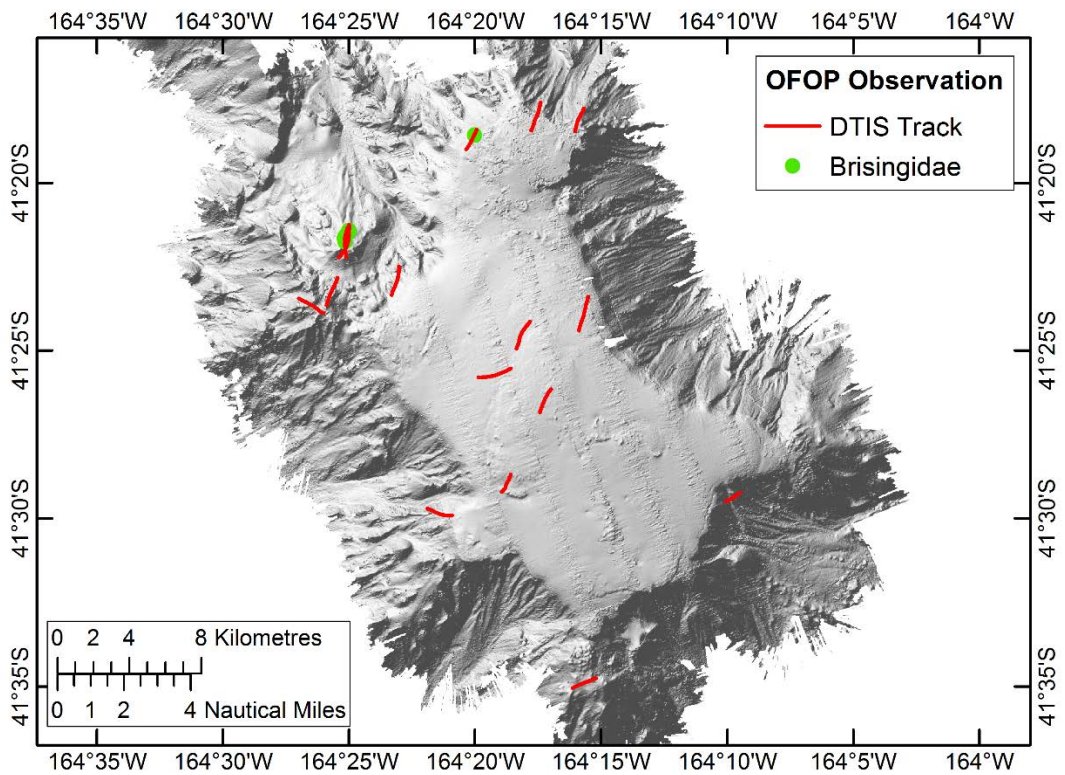 164°35'W 164°30'W 164°25'W 164°20'W 164°15'W 164°10'W 164°5'W 164°W
OFOP Observation
DTIS Track
Brisingidae
41°20'S 41°20'S
41°25'S 41°25'S
41°30'S 41°30'S
41°35'S 41°35'S
0 2 4 8 Kilometres
0 1 2 4 Nautical Miles
164°35'W 164°30'W 164°25'W 164°20'W 164°15'W 164°10'W 164°5'W 164°W